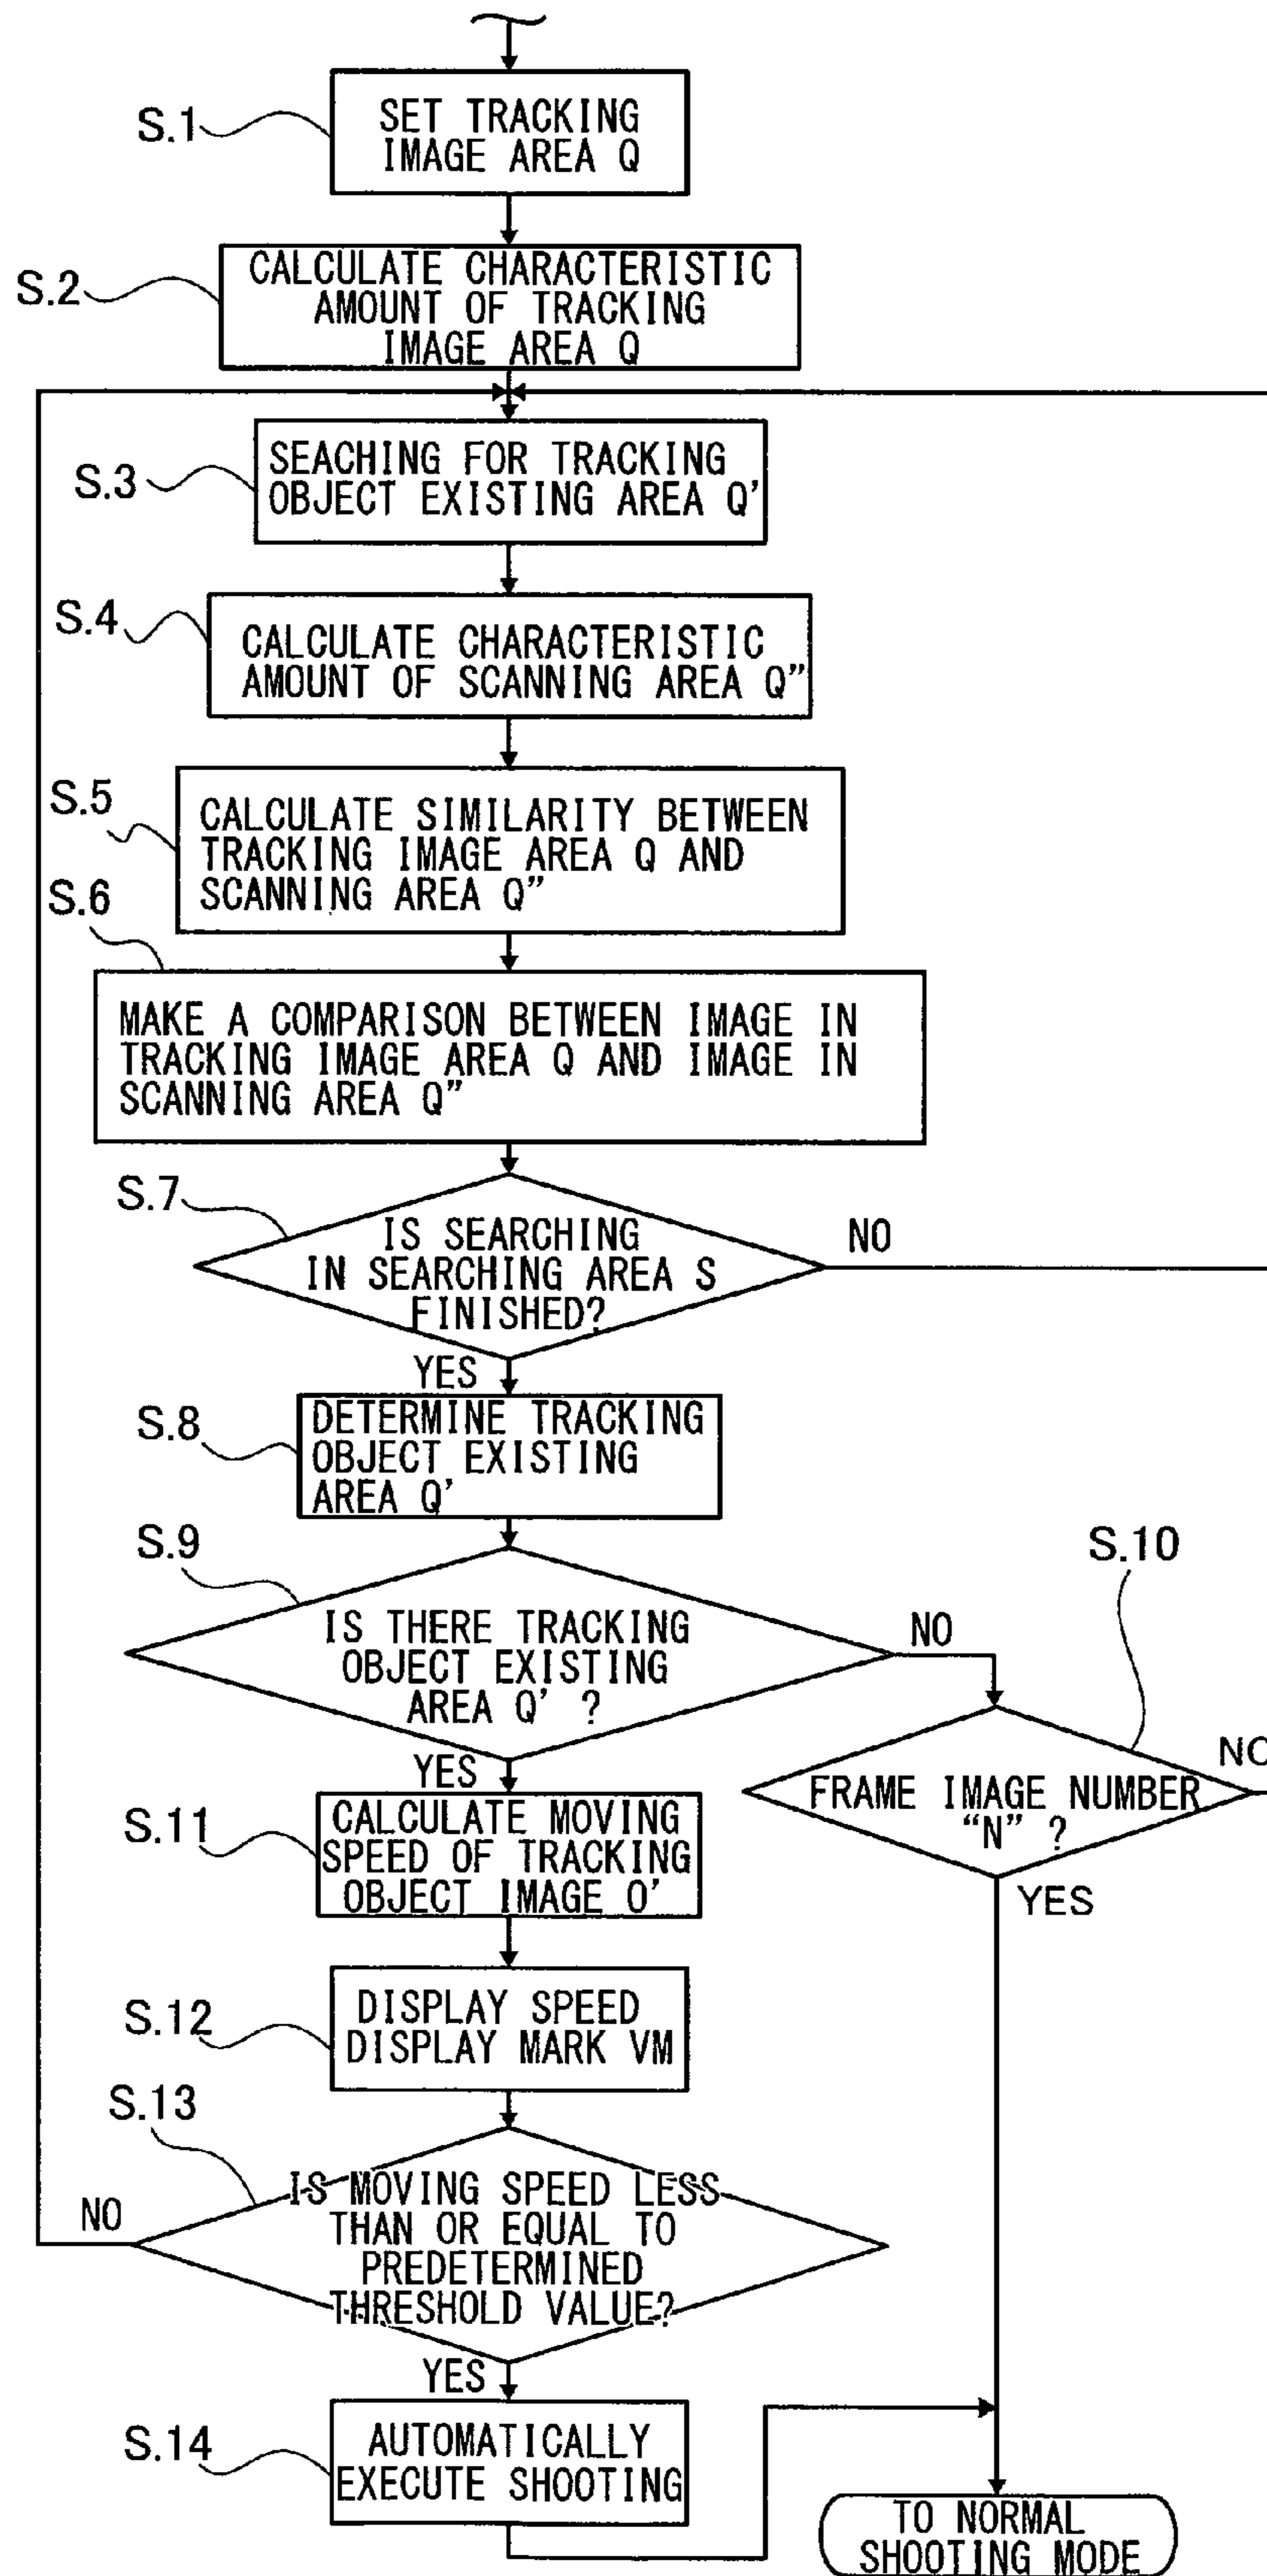 S.1
SET TRACKING
IMAGE AREA Q
S.2
CALCULATE CHARACTERISTIC
AMOUNT OF TRACKING
IMAGE AREA Q
S.3
SEACHING FOR TRACKING
OBJECT EXISTING AREA Q'
S.4
CALCULATE CHARACTERISTIC
AMOUNT OF SCANNING AREA Q”
S.5
CALCULATE SIMILARITY BETWEEN
TRACKING IMAGE AREA Q AND
SCANNING AREA Q”
S.6
MAKE A COMPARISON BETWEEN IMAGE IN
TRACKING IMAGE AREA Q AND IMAGE IN
SCANNING AREA Q”
S.7
IS SEARCHING
IN SEARCHING AREA S
FINISHED?
NO
YES
S.8
DETERMINE TRACKING
OBJECT EXISTING
AREA Q'
S.9
IS THERE TRACKING
OBJECT EXISTING
AREA Q' ?
NO
YES
S.10
FRAME IMAGE NUMBER
“N” ?
NO
YES
S.11
CALCULATE MOVING
SPEED OF TRACKING
OBJECT IMAGE O'
S.12
DISPLAY SPEED
DISPLAY MARK VM
S.13
IS MOVING SPEED LESS
THAN OR EQUAL TO
PREDETERMINED
THRESHOLD VALUE?
NO
YES
S.14
AUTOMATICALLY
EXECUTE SHOOTING
TO NORMAL
SHOOTING MODE